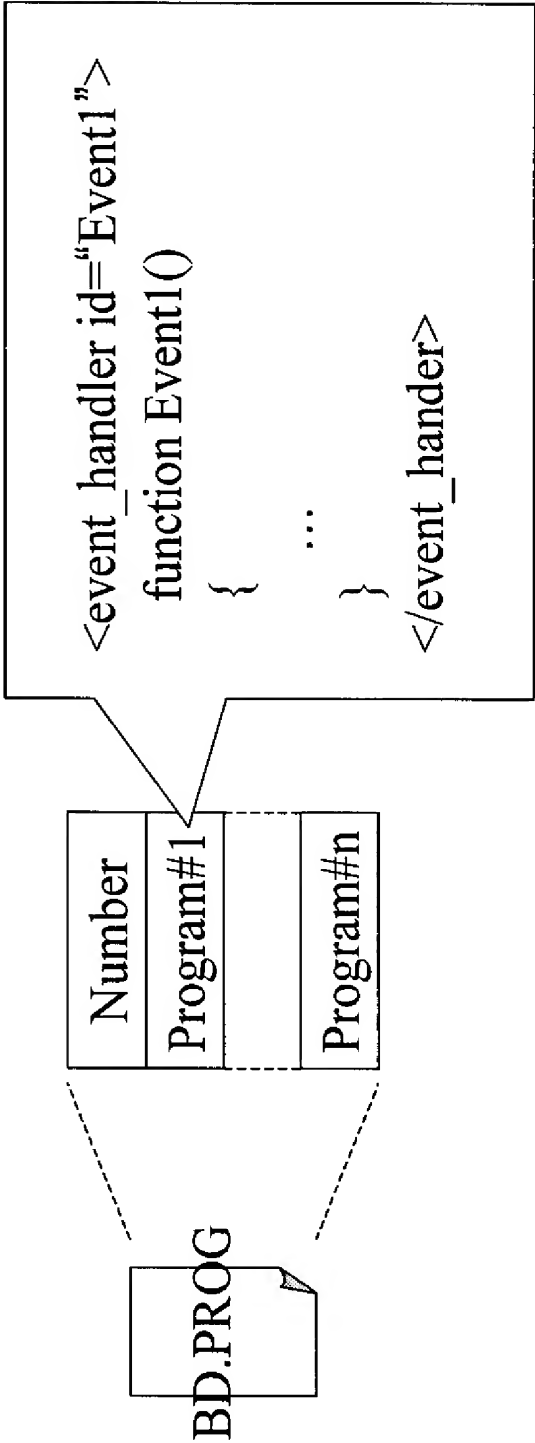 BD.PROG
Number
Program#1
Program#n
<event_handler id=“Event1”>
function Event1()
{
...
}
</event_hander>